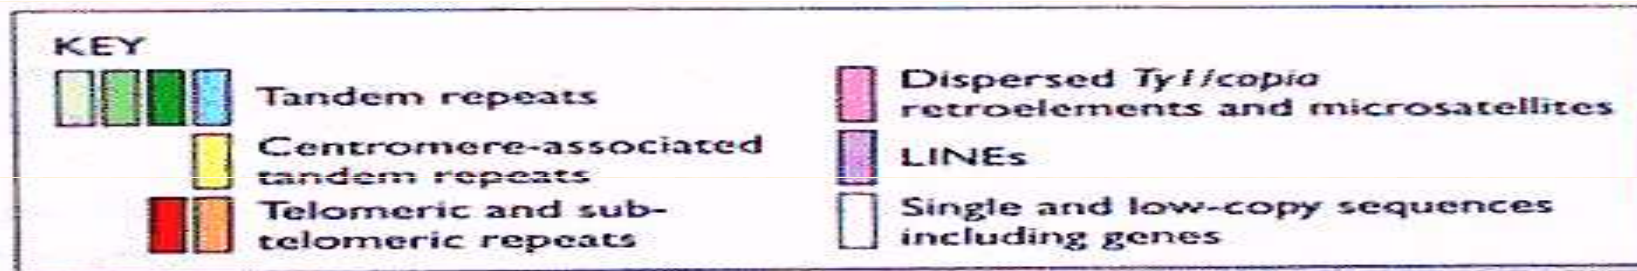 KEY
Tandem repeats
Centromere-associated
tandem repeats
Telomeric and sub-
telomeric repeats
Dispersed Ty1/copia
retroelements and microsatellites
LINEs
Single and low-copy sequences
including genes